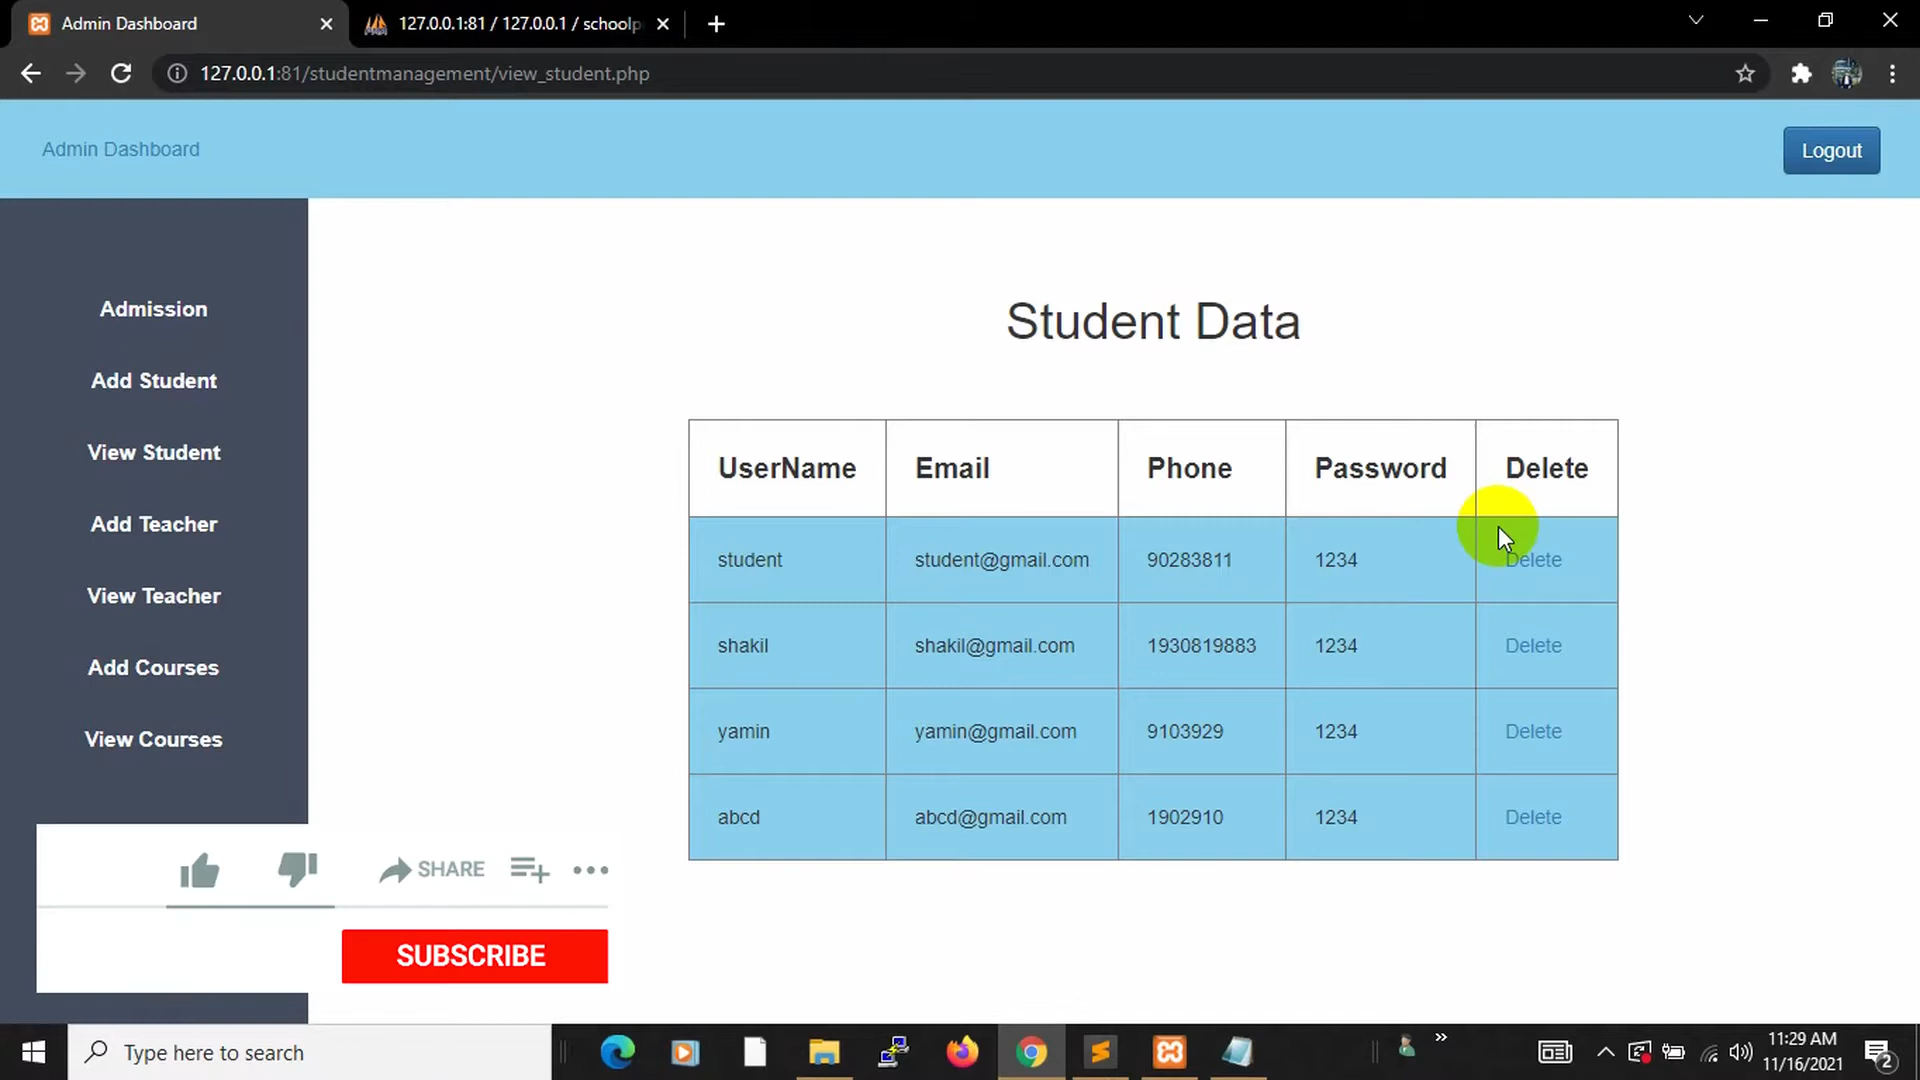 Admin Dashboard
127.0.0.1:81 / 127.0.0.1 / schoolp
127.0.0.1:81/studentmanagement/view_student.php
Admin Dashboard
Logout
Admission
Add Student
View Student
Add Teacher
View Teacher
Add Courses
View Courses
Student Data
UserName Email Phone Password Delete
student student@gmail.com 90283811 1234 Delete
shakil shakil@gmail.com 1930819883 1234 Delete
yamin yamin@gmail.com 9103929 1234 Delete
abcd abcd@gmail.com 1902910 1234 Delete
SHARE
SUBSCRIBE
Type here to search
11:29 AM
11/16/2021
2